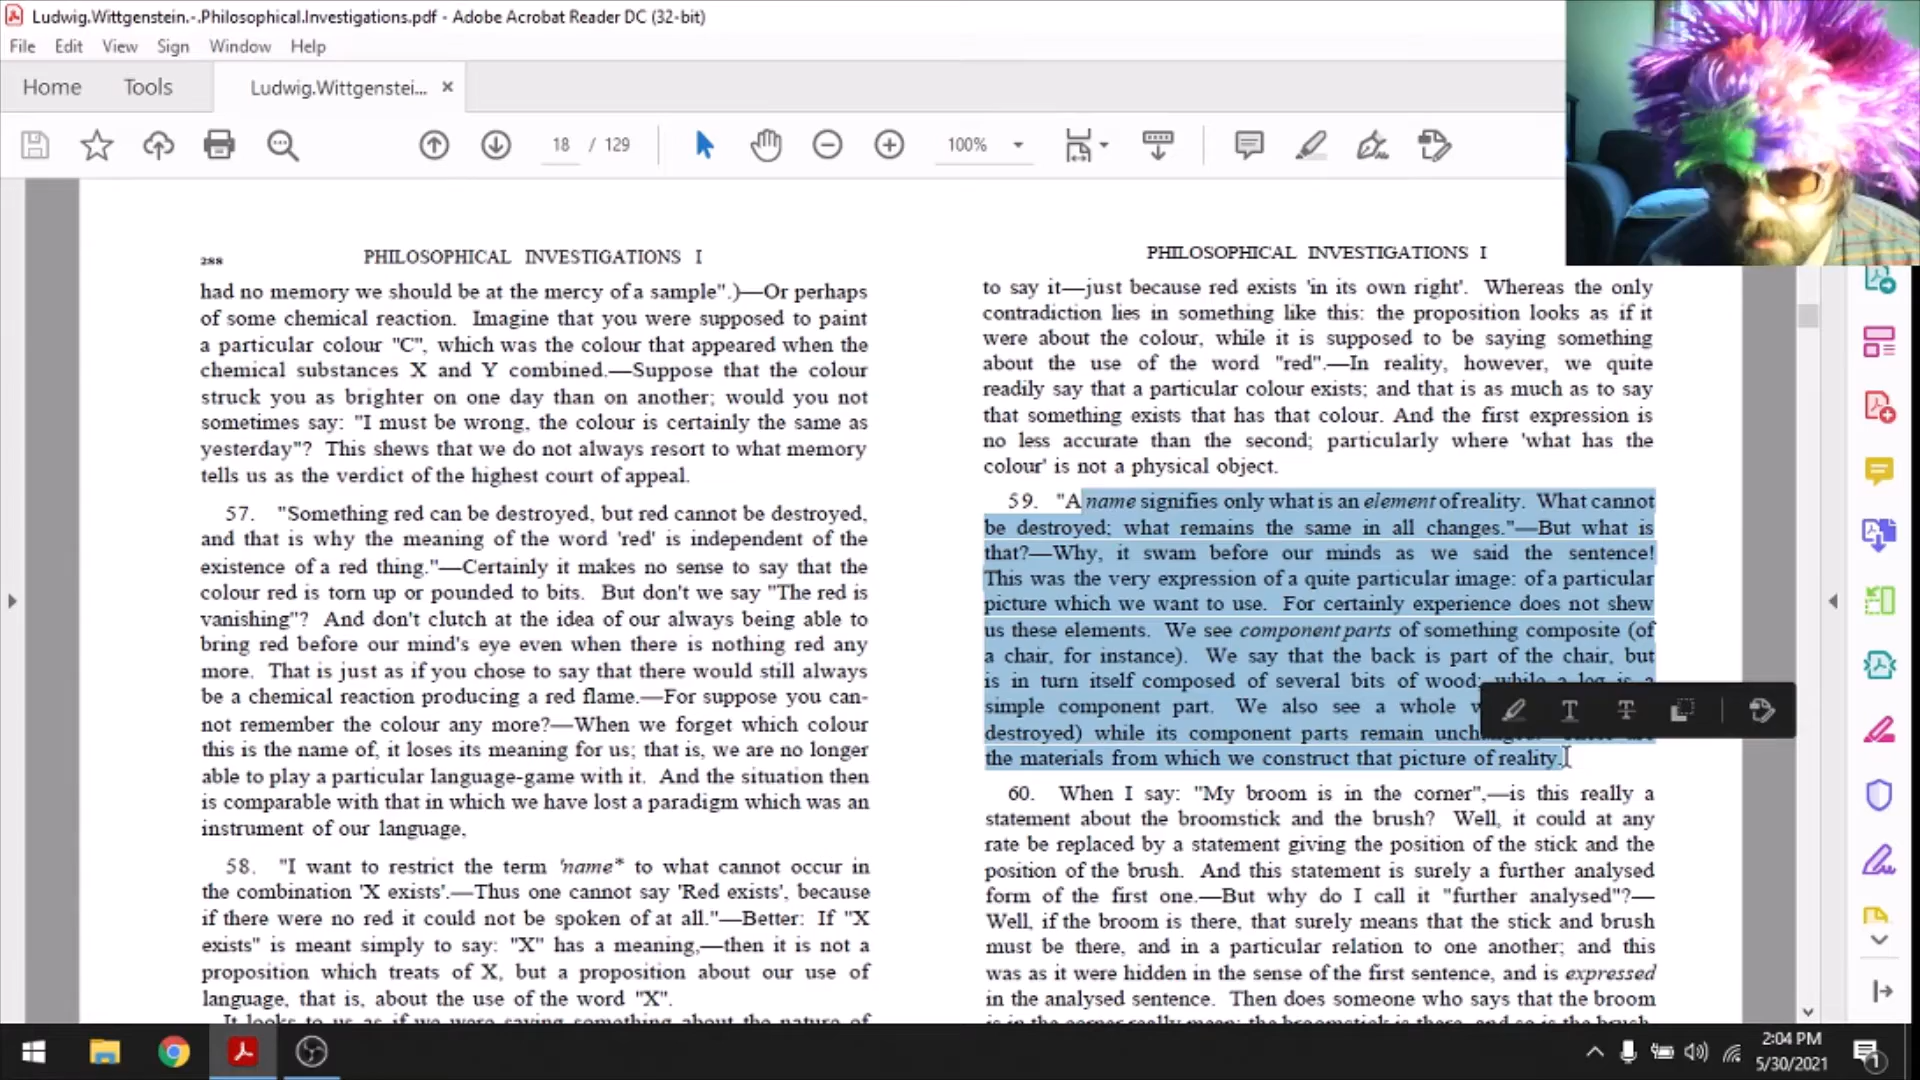 Ludwig.Wittgenstein.-.Philosophical.Investigations.pdf - Adobe Acrobat Reader DC (32-bit)
File Edit View Sign Window Help
Home Tools Ludwig.Wittgenstei... ×
18 / 129 100%
288 PHILOSOPHICAL INVESTIGATIONS I
had no memory we should be at the mercy of a sample".)—Or perhaps
of some chemical reaction. Imagine that you were supposed to paint
a particular colour "C", which was the colour that appeared when the
chemical substances X and Y combined.—Suppose that the colour
struck you as brighter on one day than on another; would you not
sometimes say: "I must be wrong, the colour is certainly the same as
yesterday"? This shews that we do not always resort to what memory
tells us as the verdict of the highest court of appeal.
57. "Something red can be destroyed, but red cannot be destroyed,
and that is why the meaning of the word 'red' is independent of the
existence of a red thing."—Certainly it makes no sense to say that the
colour red is torn up or pounded to bits. But don't we say "The red is
vanishing"? And don't clutch at the idea of our always being able to
bring red before our mind's eye even when there is nothing red any
more. That is just as if you chose to say that there would still always
be a chemical reaction producing a red flame.—For suppose you can-
not remember the colour any more?—When we forget which colour
this is the name of, it loses its meaning for us; that is, we are no longer
able to play a particular language-game with it. And the situation then
is comparable with that in which we have lost a paradigm which was an
instrument of our language,
58. "I want to restrict the term 'name* to what cannot occur in
the combination 'X exists'.—Thus one cannot say 'Red exists', because
if there were no red it could not be spoken of at all."—Better: If "X
exists" is meant simply to say: "X" has a meaning,—then it is not a
proposition which treats of X, but a proposition about our use of
language, that is, about the use of the word "X".
It looks to us as if we were saying something about the nature of
PHILOSOPHICAL INVESTIGATIONS I
to say it—just because red exists 'in its own right'. Whereas the only
contradiction lies in something like this: the proposition looks as if it
were about the colour, while it is supposed to be saying something
about the use of the word "red".—In reality, however, we quite
readily say that a particular colour exists; and that is as much as to say
that something exists that has that colour. And the first expression is
no less accurate than the second; particularly where 'what has the
colour' is not a physical object.
59. "A name signifies only what is an element of reality. What cannot
be destroyed; what remains the same in all changes."—But what is
that?—Why, it swam before our minds as we said the sentence!
This was the very expression of a quite particular image: of a particular
picture which we want to use. For certainly experience does not shew
us these elements. We see component parts of something composite (of
a chair, for instance). We say that the back is part of the chair, but
is in turn itself composed of several bits of wood; while a leg is a
simple component part. We also see a whole
destroyed) while its component parts remain
the materials from which we construct that picture of reality.
60. When I say: "My broom is in the corner",—is this really a
statement about the broomstick and the brush? Well, it could at any
rate be replaced by a statement giving the position of the stick and the
position of the brush. And this statement is surely a further analysed
form of the first one.—But why do I call it "further analysed"?—
Well, if the broom is there, that surely means that the stick and brush
must be there, and in a particular relation to one another; and this
was as it were hidden in the sense of the first sentence, and is expressed
in the analysed sentence. Then does someone who says that the broom
is in the corner really mean: the broomstick is there, and so is the brush,
2:04 PM
5/30/2021
1